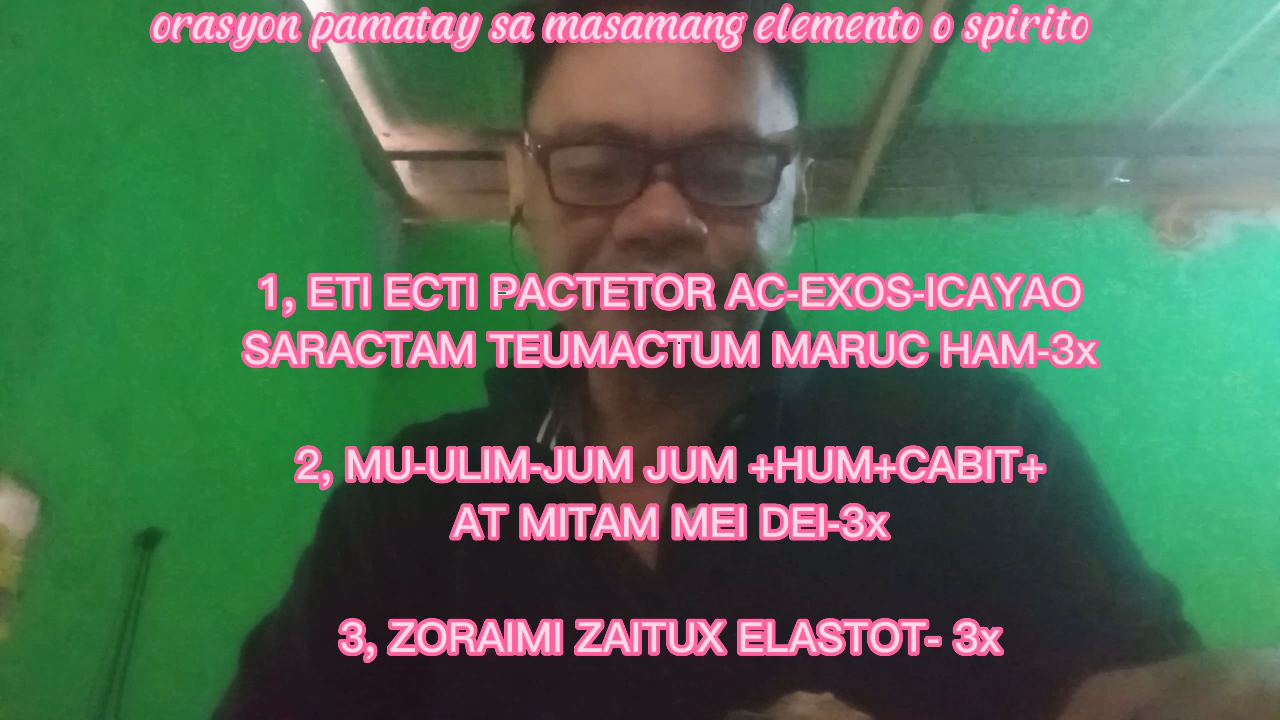 orasyon pamatay sa masamang elemento o spirito
1, ETI ECTI PACTETOR AC-EXOS-ICAYAO
SARACTAM TEUMACTUM MARUC HAM-3x
2, MU-ULIM-JUM JUM +HUM+CABIT+
AT MITAM MEI DEI-3x
3, ZORAIMI ZAITUX ELASTOT- 3x